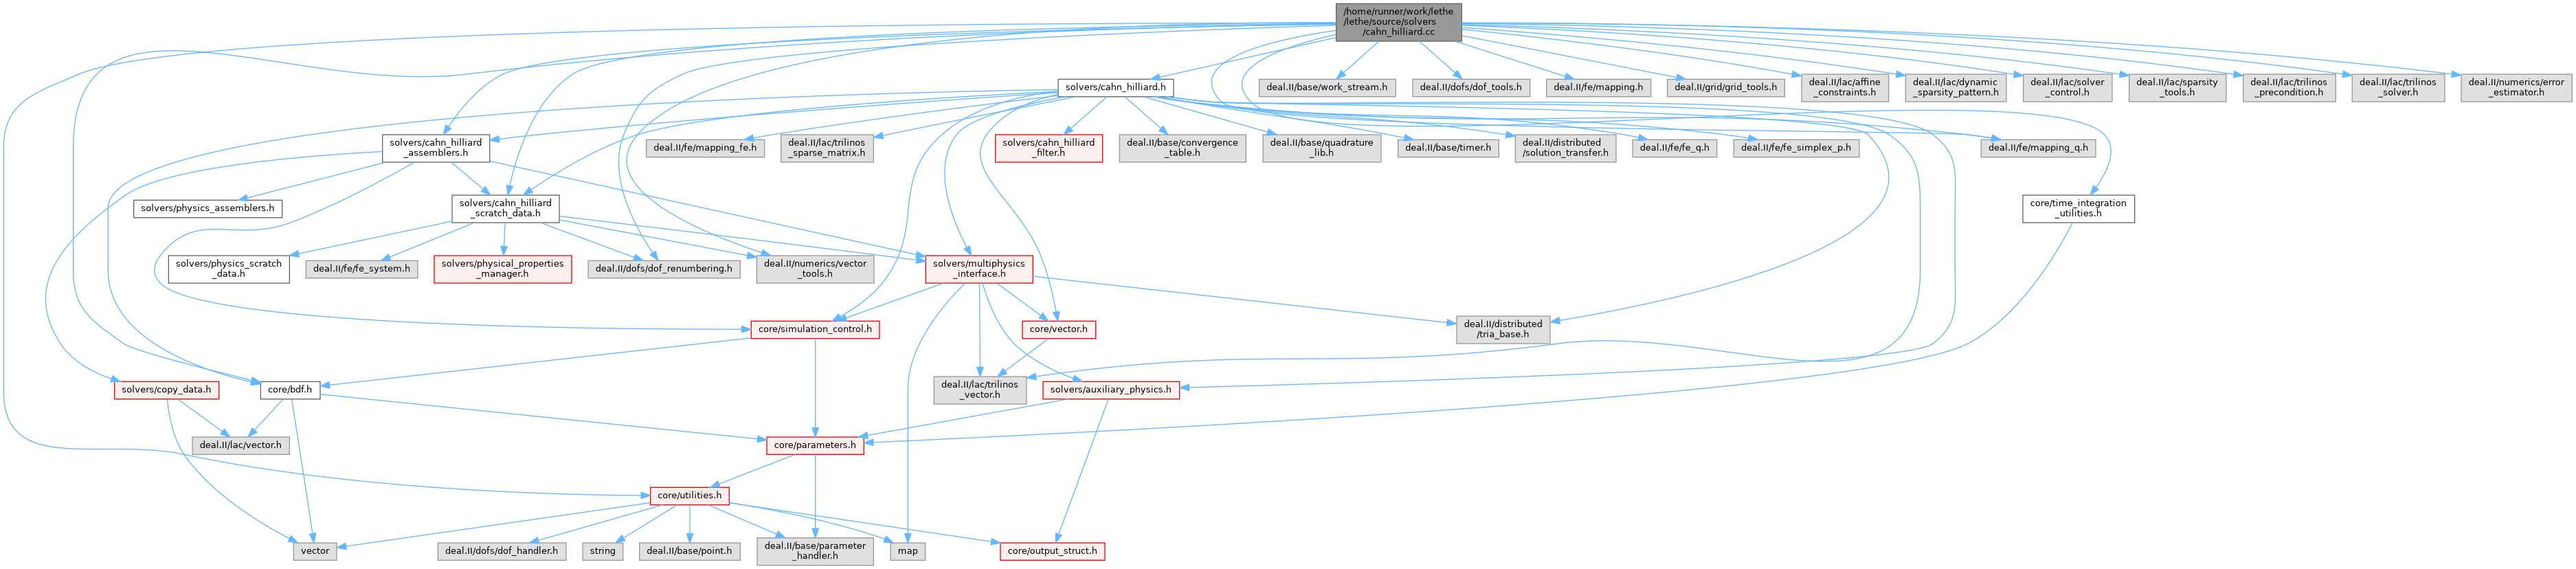 /home/runner/work/lethe
/lethe/source/solvers
/cahn_hilliard.cc
solvers/cahn_hilliard.h
deal.II/base/work_stream.h
deal.II/dofs/dof_tools.h
deal.II/fe/mapping.h
deal.II/grid/grid_tools.h
deal.II/lac/affine
_constraints.h
deal.II/lac/dynamic
_sparsity_pattern.h
deal.II/lac/solver
_control.h
deal.II/lac/sparsity
_tools.h
deal.II/lac/trilinos
_precondition.h
deal.II/lac/trilinos
_solver.h
deal.II/numerics/error
_estimator.h
solvers/cahn_hilliard
_assemblers.h
deal.II/fe/mapping_fe.h
deal.II/lac/trilinos
_sparse_matrix.h
solvers/cahn_hilliard
_filter.h
deal.II/base/convergence
_table.h
deal.II/base/quadrature
_lib.h
deal.II/base/timer.h
deal.II/distributed
/solution_transfer.h
deal.II/fe/fe_q.h
deal.II/fe/fe_simplex_p.h
deal.II/fe/mapping_q.h
solvers/physics_assemblers.h
solvers/cahn_hilliard
_scratch_data.h
core/time_integration
_utilities.h
solvers/physics_scratch
_data.h
deal.II/fe/fe_system.h
solvers/physical_properties
_manager.h
deal.II/dofs/dof_renumbering.h
deal.II/numerics/vector
_tools.h
solvers/multiphysics
_interface.h
core/simulation_control.h
core/vector.h
deal.II/distributed
/tria_base.h
solvers/copy_data.h
core/bdf.h
deal.II/lac/trilinos
_vector.h
solvers/auxiliary_physics.h
deal.II/lac/vector.h
core/parameters.h
core/utilities.h
vector
deal.II/dofs/dof_handler.h
string
deal.II/base/point.h
deal.II/base/parameter
_handler.h
map
core/output_struct.h